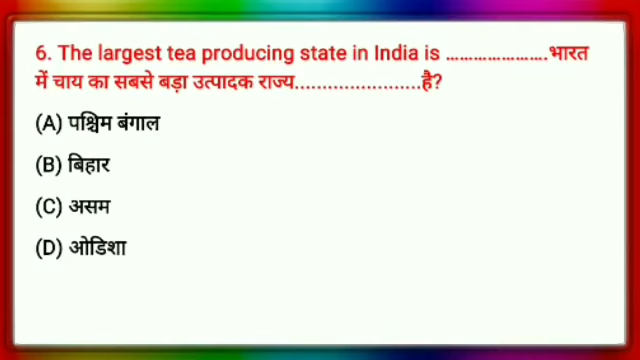 6. The largest tea producing state in India is ......................भारत
में चाय का सबसे बड़ा उत्पादक राज्य.......................है?
(A) पश्चिम बंगाल
(B) बिहार
(C) असम
(D) ओडिशा